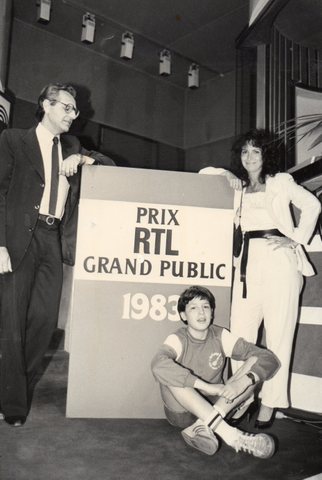 PRIX
RTL
GRAND PUBLIC
1983